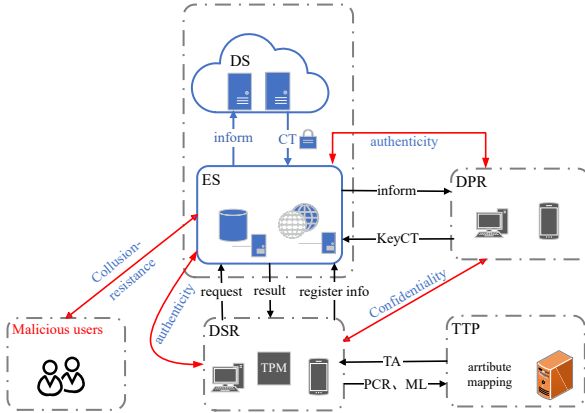 DS
inform
CT
authenticity
ES
DPR
inform
KeyCT
Collusion-
resistance
authenticity
request
result
register info
Confidentiality
Malicious users
DSR
TPM
TTP
TA
PCR、ML
arrtibute
mapping